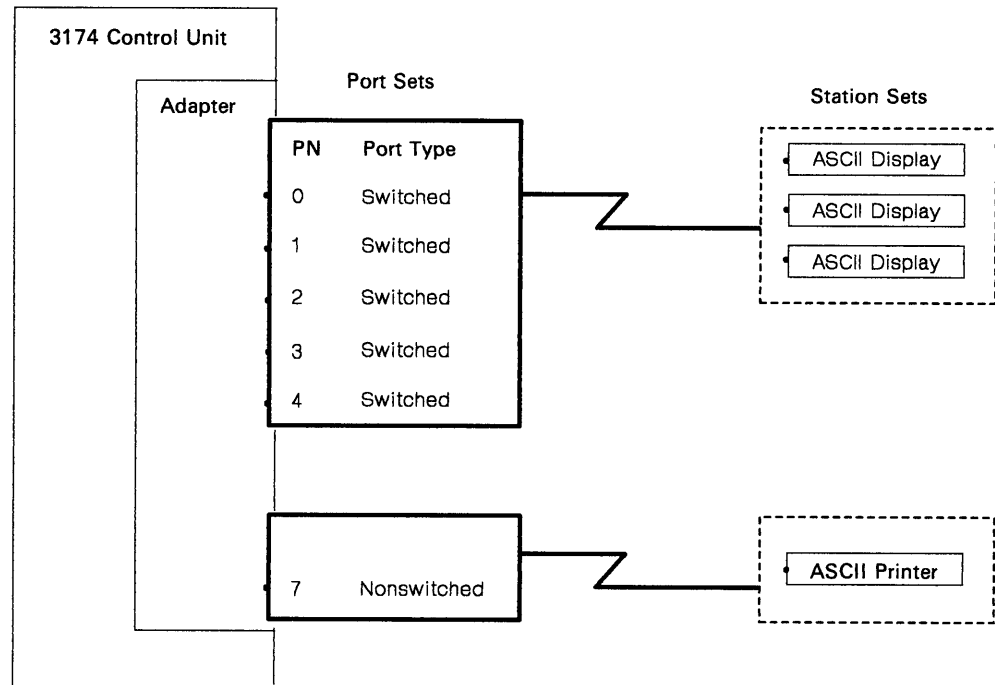 3174 Control Unit
Adapter
Port Sets
PN Port Type
0 Switched
1 Switched
2 Switched
3 Switched
4 Switched
7 Nonswitched
Station Sets
ASCII Display
ASCII Display
ASCII Display
ASCII Printer